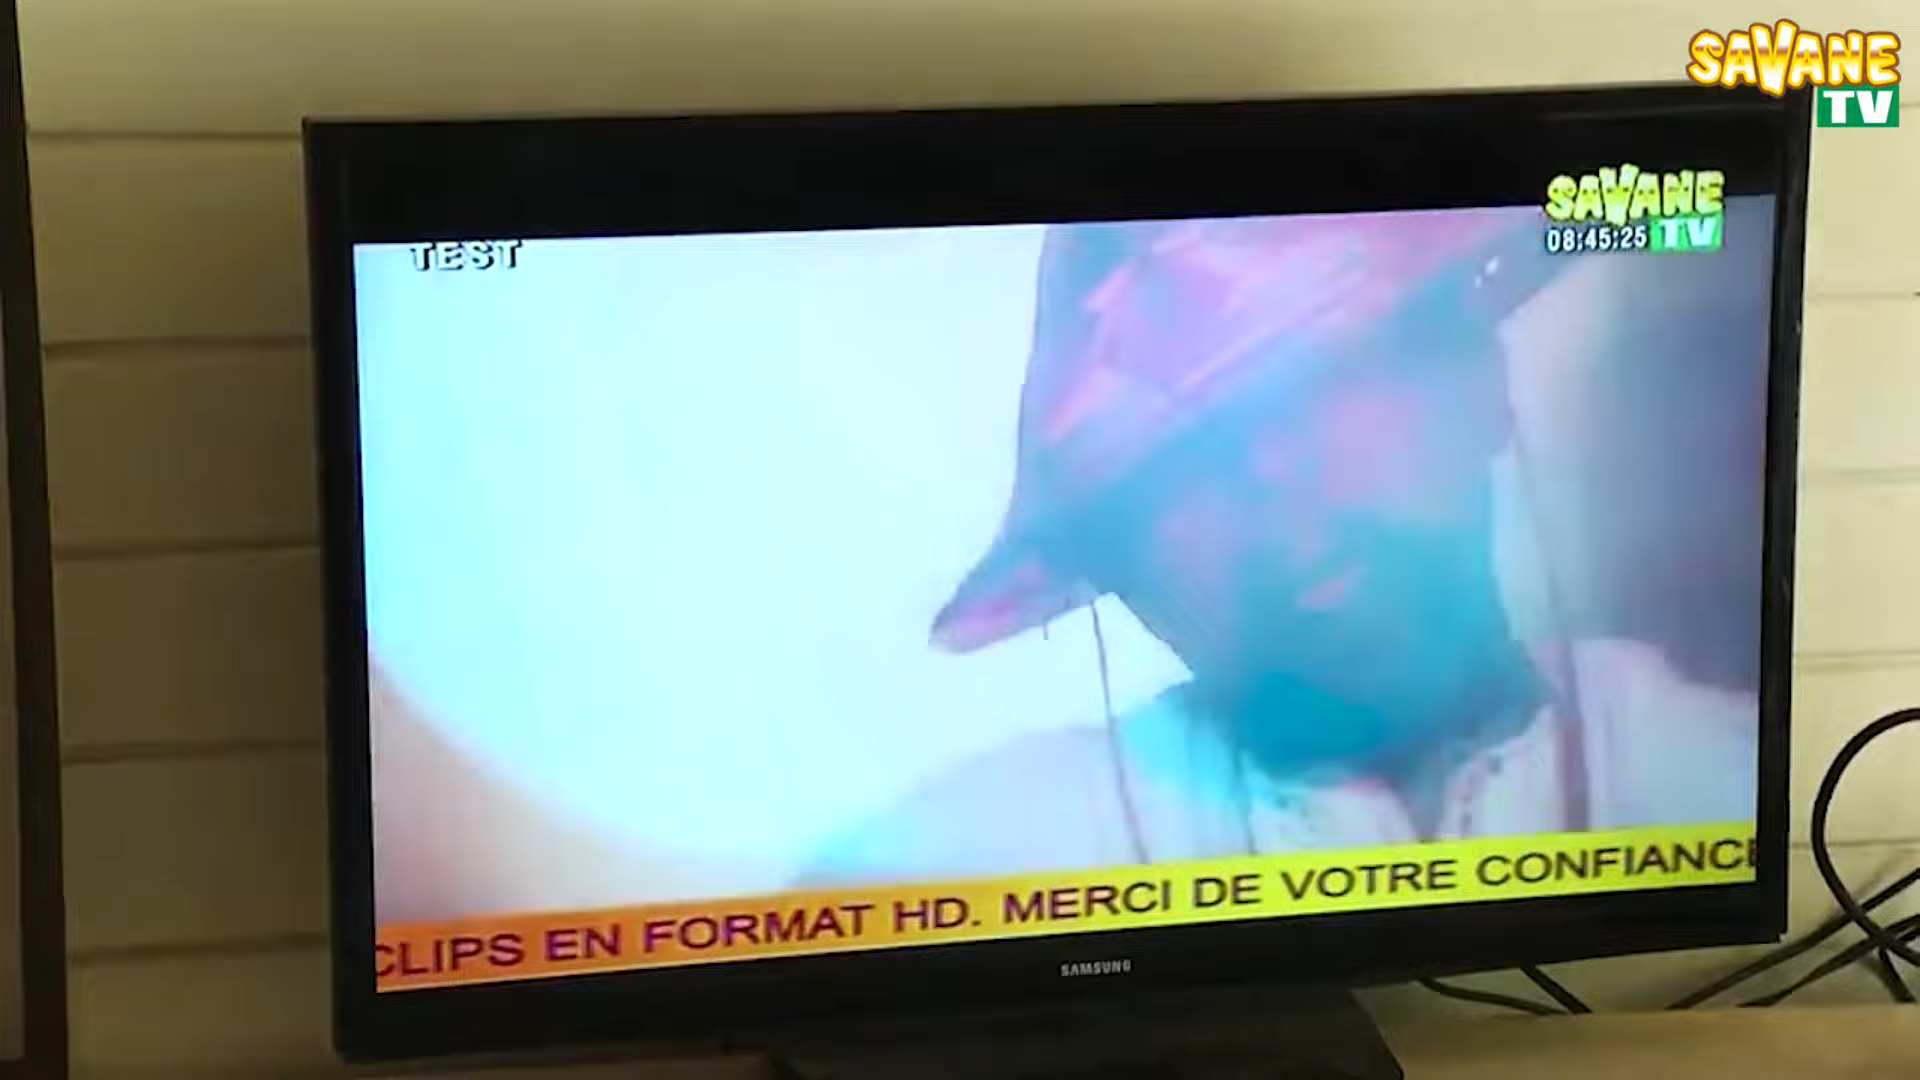 SAVANE
TV
SAVANE
08:45:25 TV
TEST
CLIPS EN FORMAT HD. MERCI DE VOTRE CONFIANCE
SAMSUNG